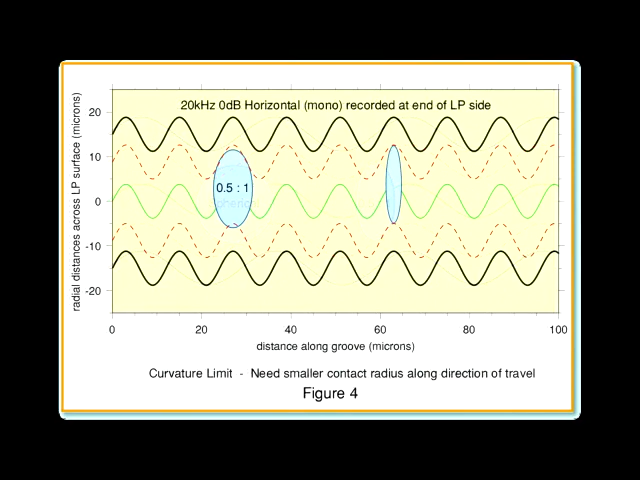 20kHz 0dB Horizontal (mono) recorded at end of LP side
radial distances across LP surface (microns)
20
10
0
-10
-20
0.5 : 1
0
20
40
60
80
100
distance along groove (microns)
Curvature Limit - Need smaller contact radius along direction of travel
Figure 4